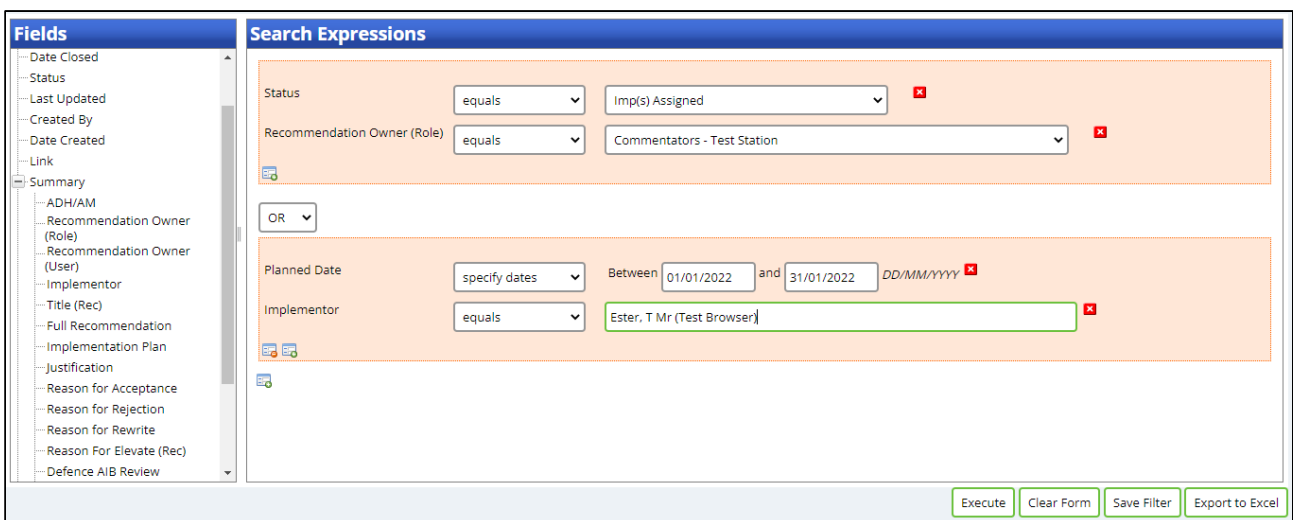 Fields
Date Closed
Status
Last Updated
Created By
Date Created
Link
Summary
ADH/AM
Recommendation Owner
(Role)
Recommendation Owner
(User)
Implementor
Title (Rec)
Full Recommendation
Implementation Plan
Justification
Reason for Acceptance
Reason for Rejection
Reason for Rewrite
Reason For Elevate (Rec)
Defence AIB Review
Search Expressions
Status equals Imp(s) Assigned
Recommendation Owner (Role) equals Commentators - Test Station
OR
Planned Date specify dates Between 01/01/2022 and 31/01/2022 DD/MM/YYYY
Implementor equals Ester, T Mr (Test Browser)
Execute Clear Form Save Filter Export to Excel